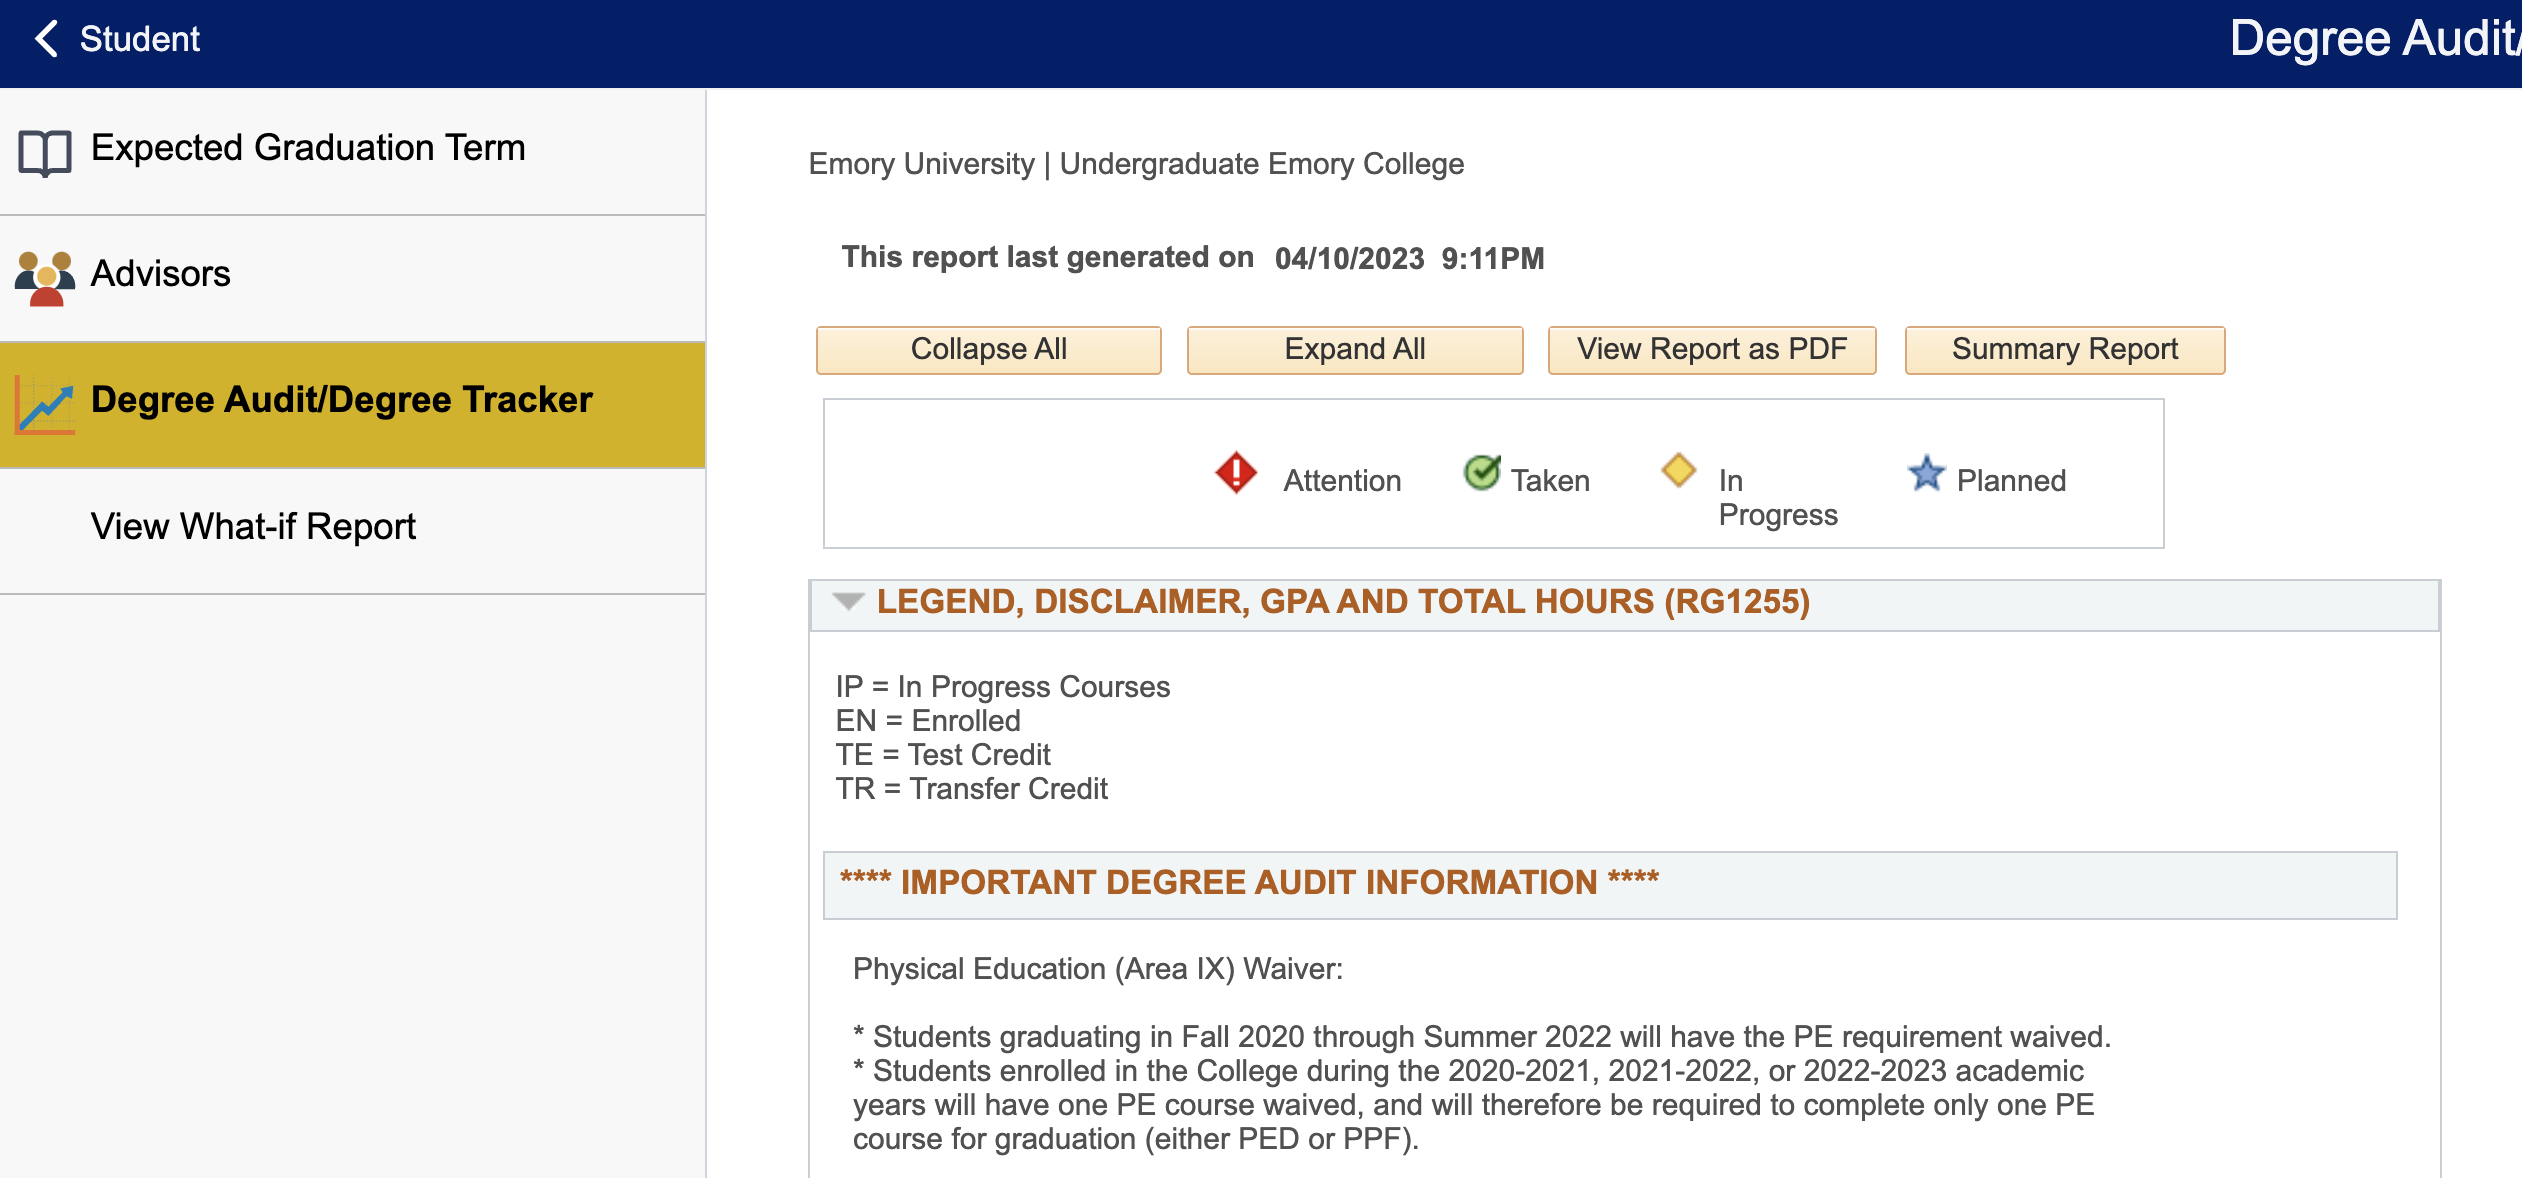 Student
Degree Audit/
Expected Graduation Term
Advisors
Degree Audit/Degree Tracker
View What-if Report
Emory University | Undergraduate Emory College
This report last generated on 04/10/2023 9:11PM
Collapse All
Expand All
View Report as PDF
Summary Report
Attention
Taken
In
Progress
Planned
LEGEND, DISCLAIMER, GPA AND TOTAL HOURS (RG1255)
IP = In Progress Courses
EN = Enrolled
TE = Test Credit
TR = Transfer Credit
**** IMPORTANT DEGREE AUDIT INFORMATION ****
Physical Education (Area IX) Waiver:
* Students graduating in Fall 2020 through Summer 2022 will have the PE requirement waived.
* Students enrolled in the College during the 2020-2021, 2021-2022, or 2022-2023 academic
years will have one PE course waived, and will therefore be required to complete only one PE
course for graduation (either PED or PPF).